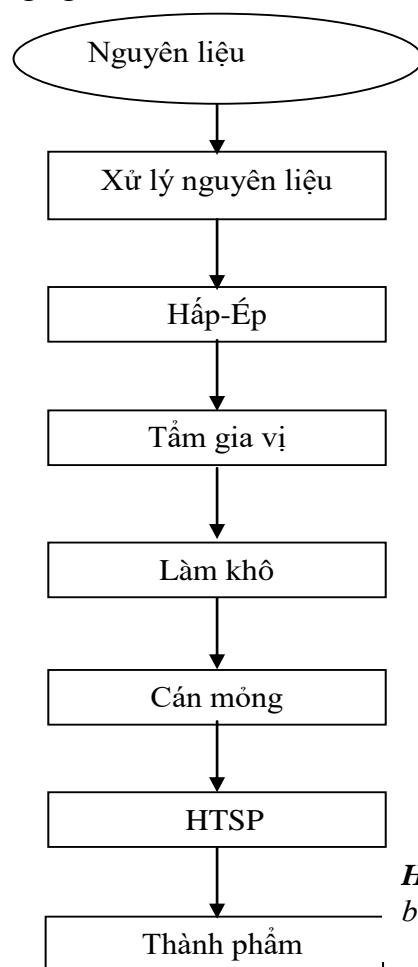 Nguyên liệu
Xử lý nguyên liệu
Hấp-Ép
Tẩm gia vị
Làm khô
Cán mỏng
HTSP
Thành phẩm